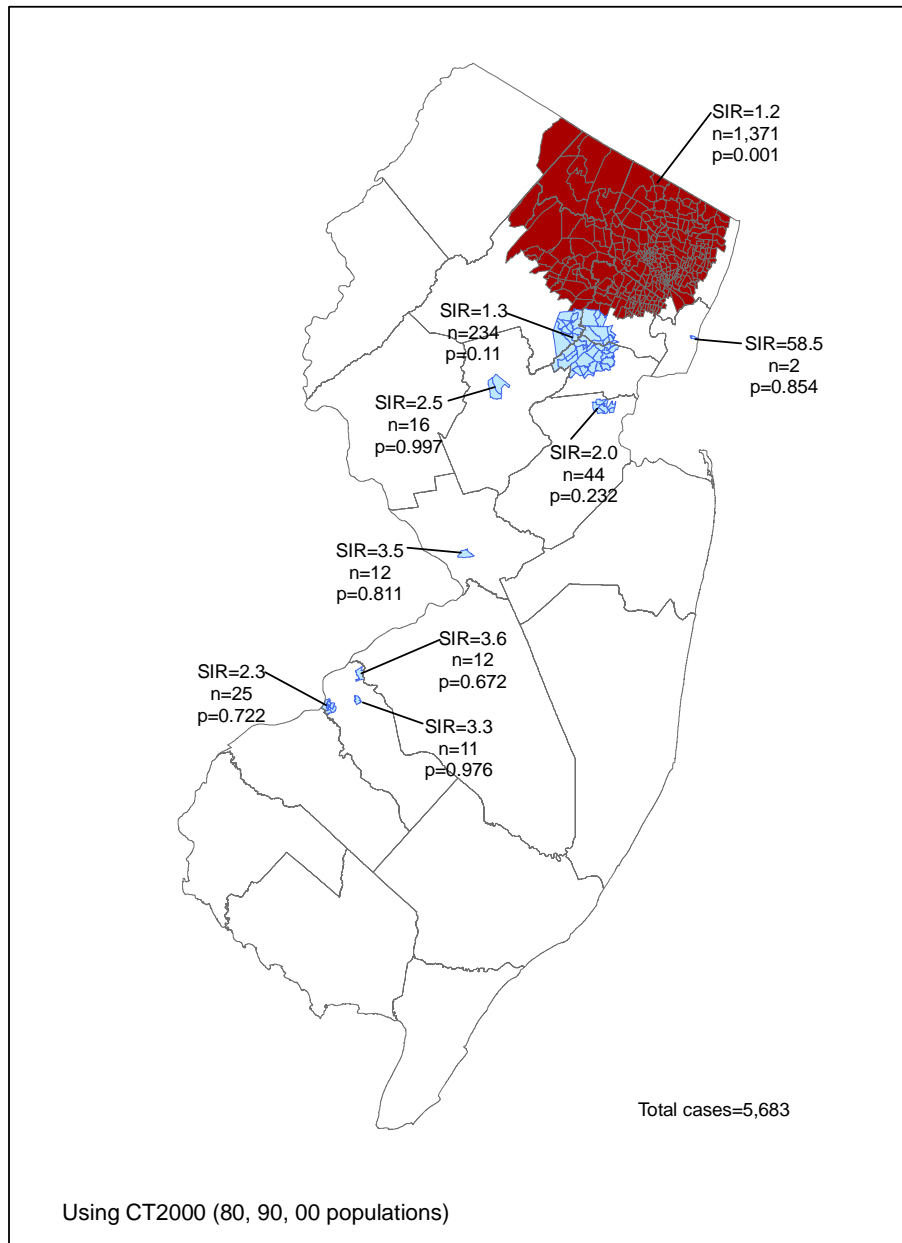 SIR=1.2
n=1,371
p=0.001
SIR=1.3
n=234
p=0.11
SIR=58.5
n=2
p=0.854
SIR=2.5
n=16
p=0.997
SIR=2.0
n=44
p=0.232
SIR=3.5
n=12
p=0.811
SIR=3.6
n=12
p=0.672
SIR=2.3
n=25
p=0.722
SIR=3.3
n=11
p=0.976
Total cases=5,683
Using CT2000 (80, 90, 00 populations)